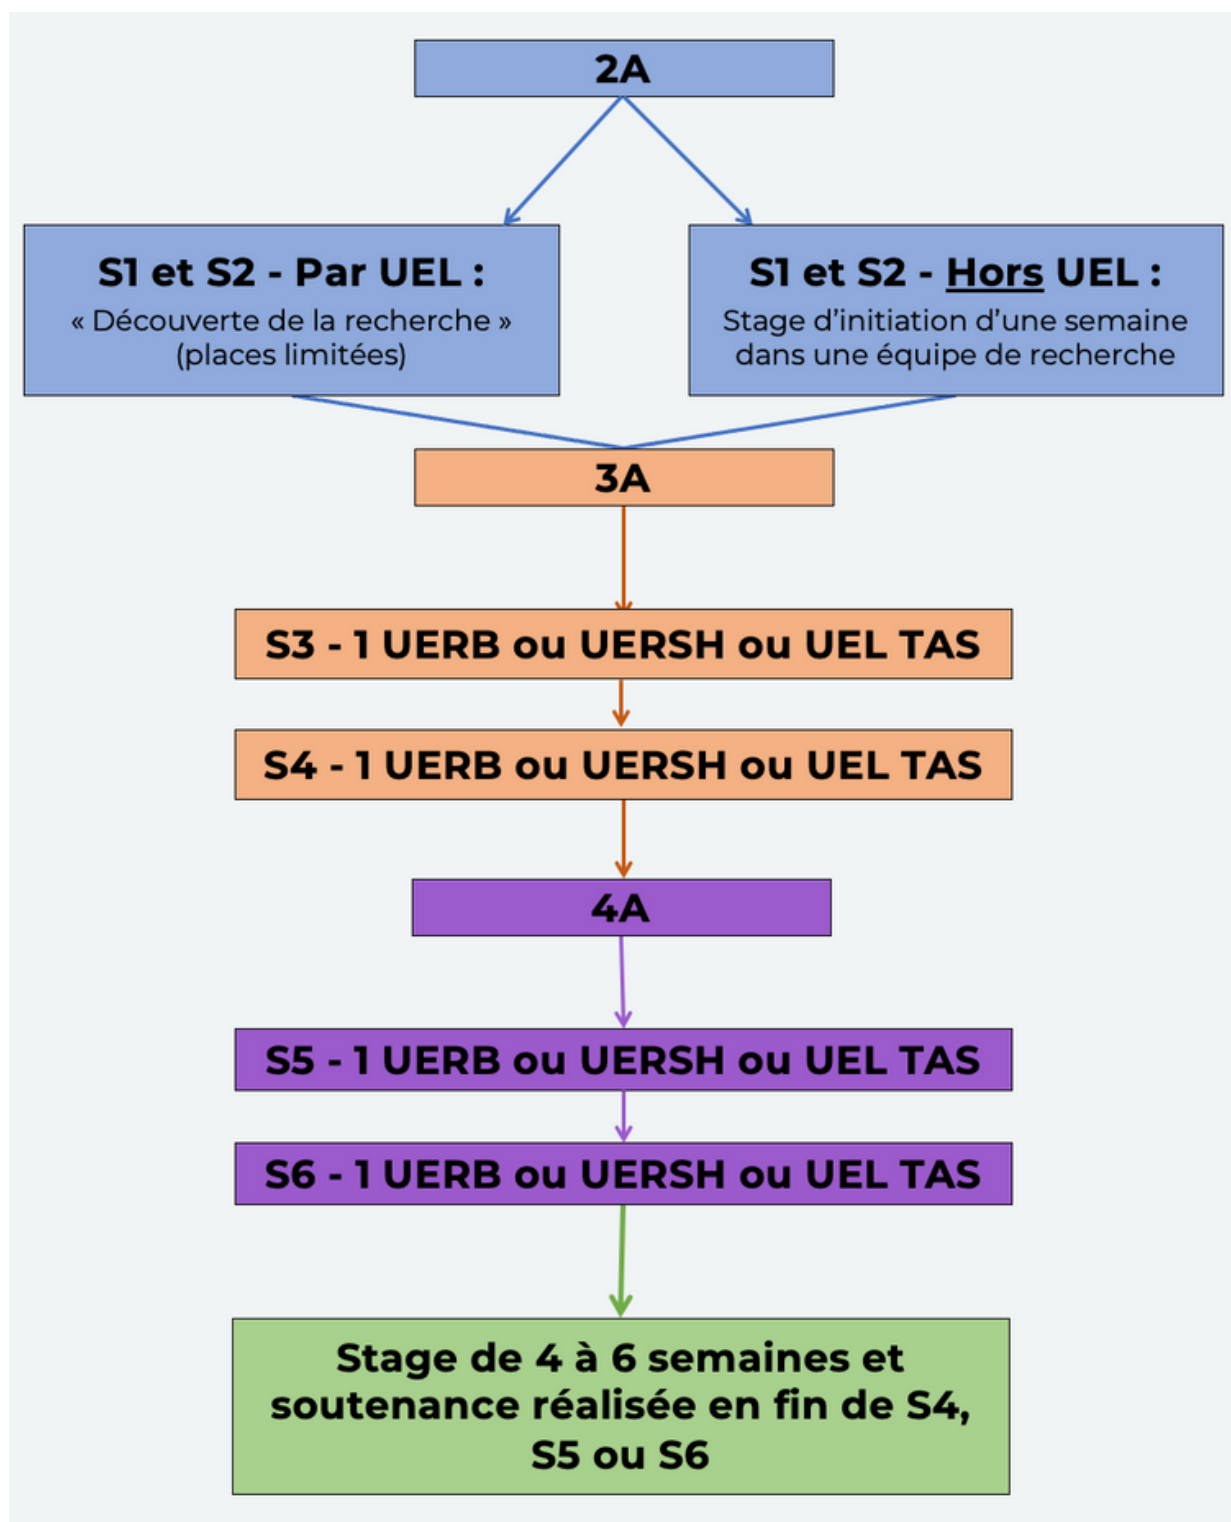 2A
S1 et S2 - Par UEL :
« Découverte de la recherche »
(places limitées)
S1 et S2 - Hors UEL :
Stage d’initiation d’une semaine
dans une équipe de recherche
3A
S3 - 1 UERB ou UERSH ou UEL TAS
S4 - 1 UERB ou UERSH ou UEL TAS
4A
S5 - 1 UERB ou UERSH ou UEL TAS
S6 - 1 UERB ou UERSH ou UEL TAS
Stage de 4 à 6 semaines et
soutenance réalisée en fin de S4,
S5 ou S6